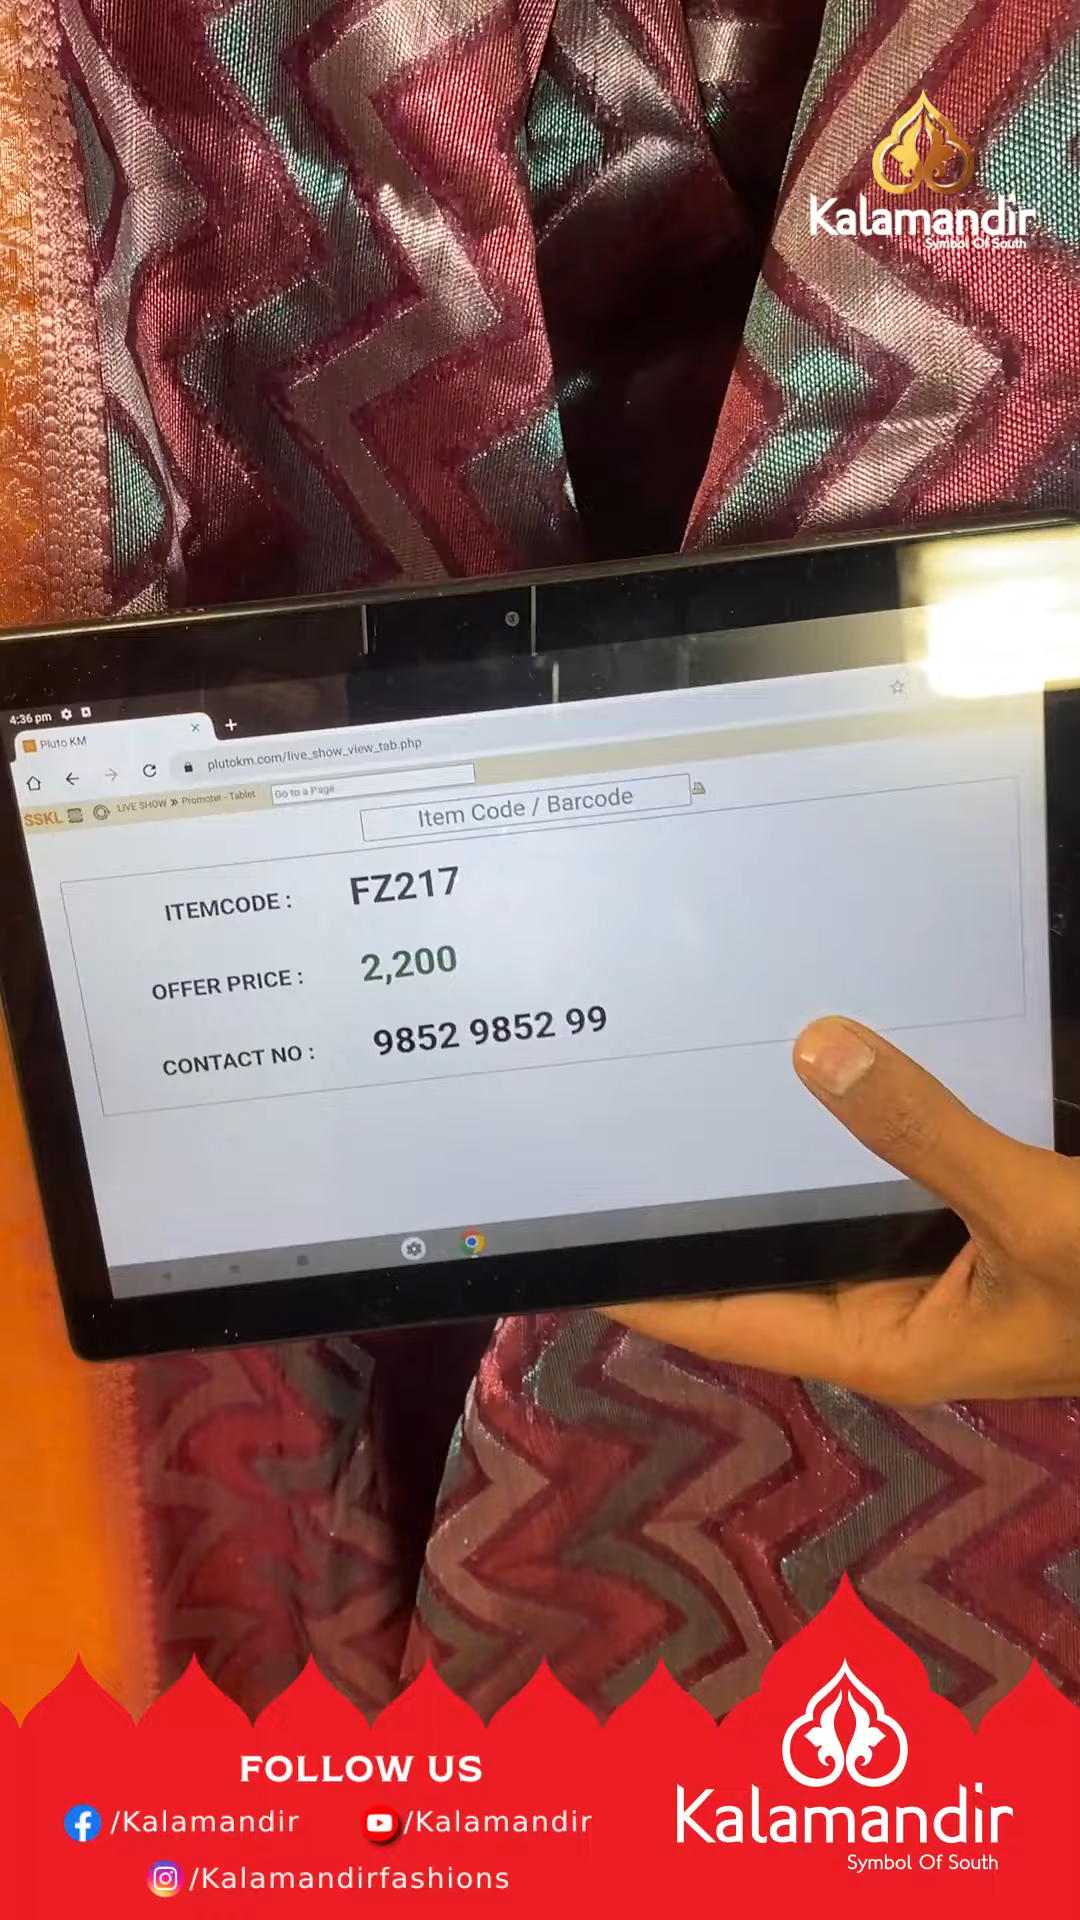 Kalamandir
Symbol Of South
4:36 pm
Pluto KM
plutokm.com/live_show_view_tab.php
SSKL
LIVE SHOW » Promoter - Tablet
Go to a Page
Item Code / Barcode
ITEMCODE : FZ217
OFFER PRICE : 2,200
CONTACT NO : 9852 9852 99
FOLLOW US
/Kalamandir /Kalamandir
/Kalamandirfashions
Kalamandir
Symbol Of South